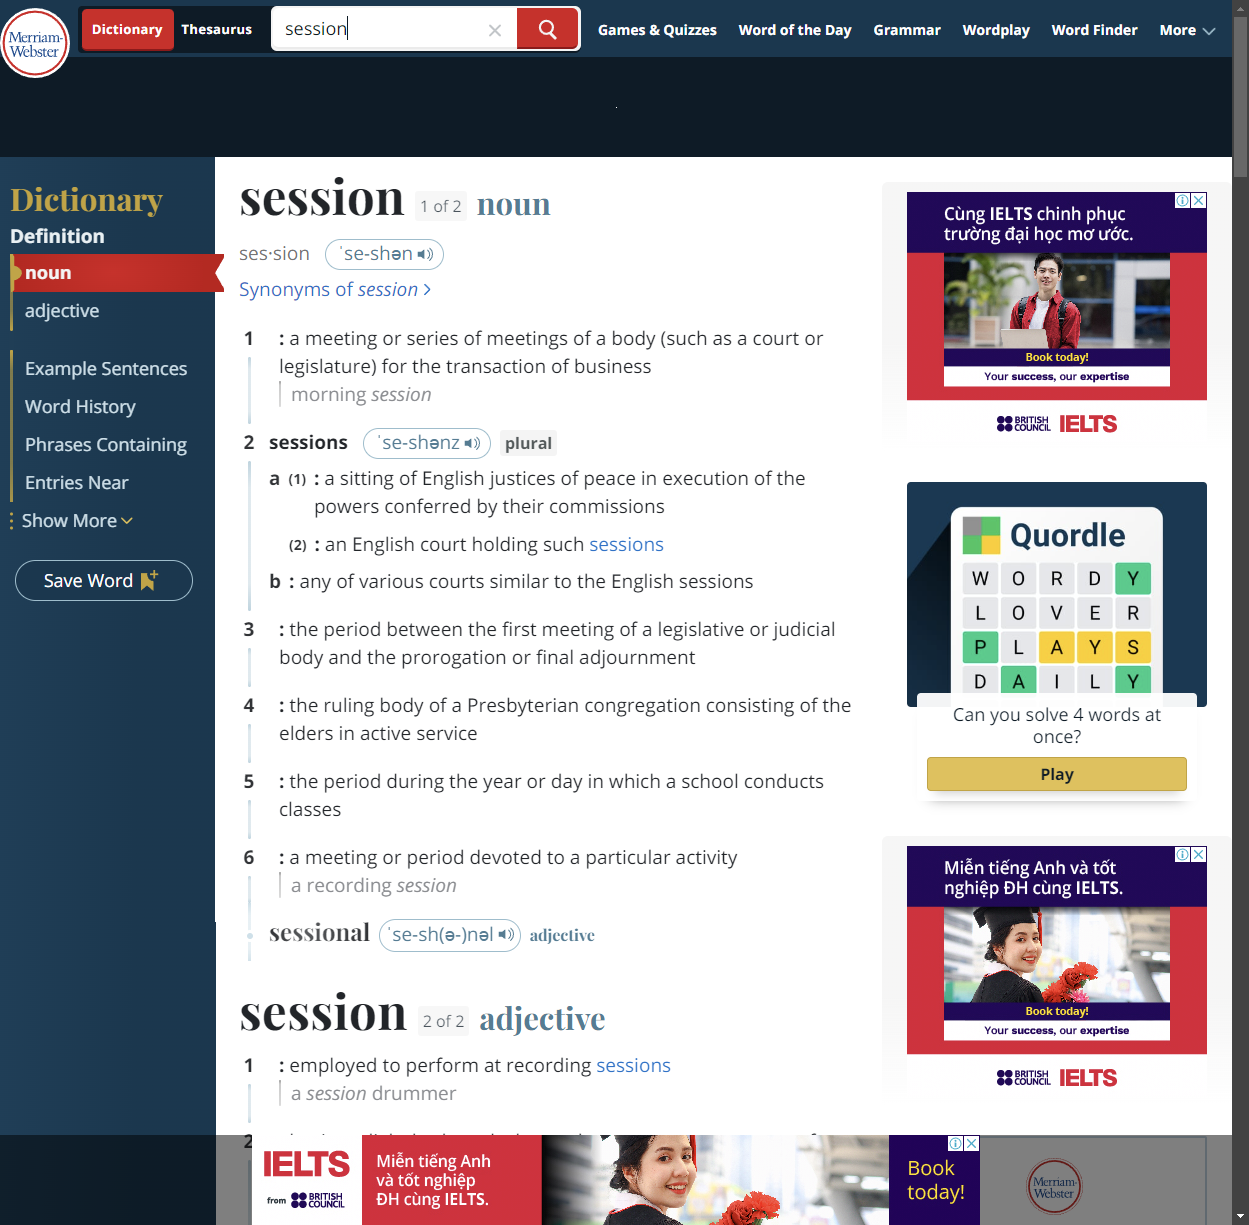 Merriam-
Webster
Dictionary
Thesaurus
session
Games & Quizzes
Word of the Day
Grammar
Wordplay
Word Finder
More
Dictionary
Definition
noun
adjective
Example Sentences
Word History
Phrases Containing
Entries Near
Show More
Save Word
session 1 of 2 noun
ses·sion ˈse-shən
Synonyms of session
1 : a meeting or series of meetings of a body (such as a court or
legislature) for the transaction of business
morning session
2 sessions ˈse-shənz plural
a (1) : a sitting of English justices of peace in execution of the
powers conferred by their commissions
(2) : an English court holding such sessions
b : any of various courts similar to the English sessions
3 : the period between the first meeting of a legislative or judicial
body and the prorogation or final adjournment
4 : the ruling body of a Presbyterian congregation consisting of the
elders in active service
5 : the period during the year or day in which a school conducts
classes
6 : a meeting or period devoted to a particular activity
a recording session
sessional ˈse-sh(ə-)nəl adjective
session 2 of 2 adjective
1 : employed to perform at recording sessions
a session drummer
2
Cùng IELTS chinh phục
trường đại học mơ ước.
Book today!
Your success, our expertise
BRITISH
COUNCIL
IELTS
Quordle
W O R D Y
L O V E R
P L A Y S
D A I L Y
Can you solve 4 words at
once?
Play
Miễn tiếng Anh và tốt
nghiệp ĐH cùng IELTS.
Book today!
Your success, our expertise
BRITISH
COUNCIL
IELTS
IELTS
from BRITISH
COUNCIL
Miễn tiếng Anh
và tốt nghiệp
ĐH cùng IELTS.
Book
today!
Merriam-
Webster